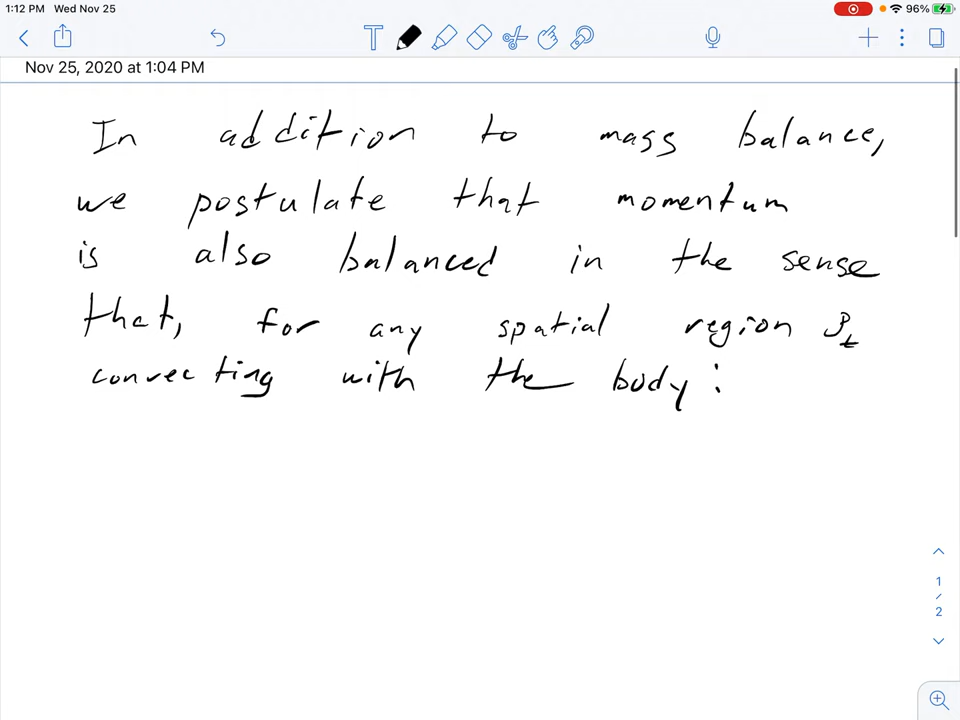 1:12 PM Wed Nov 25
96%
Nov 25, 2020 at 1:04 PM
In addition to mass balance,
we postulate that momentum
is also balanced in the sense
that, for any spatial region 𝒫ₜ
convecting with the body:
1
/
2